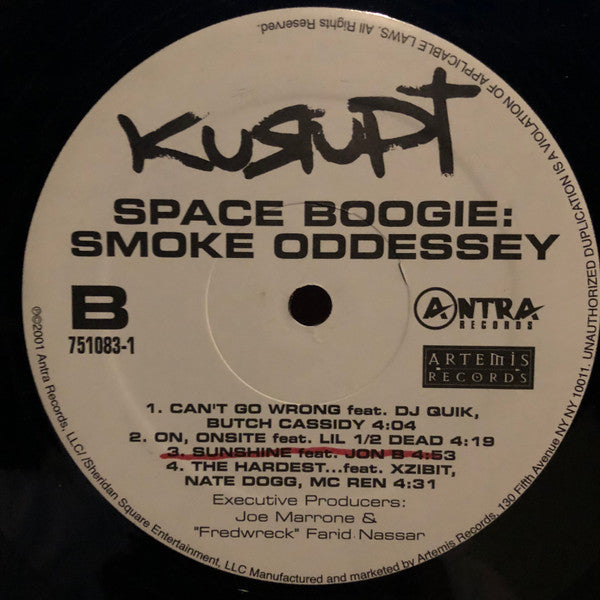 KURUPT
SPACE BOOGIE:
SMOKE ODDESSEY
B
751083-1
ANTRA
RECORDS
ARTEMIS
RECORDS
1. CAN'T GO WRONG feat. DJ QUIK,
BUTCH CASSIDY 4:04
2. ON, ONSITE feat. LIL 1/2 DEAD 4:19
3. SUNSHINE feat. JON B 4:53
4. THE HARDEST...feat. XZIBIT,
NATE DOGG, MC REN 4:31
Executive Producers:
Joe Marrone &
"Fredwreck" Farid Nassar
℗©2001 Antra Records, LLC/ /Sheridan Square Entertainment, LLC Manufactured and marketed by Artemis Records, 130 Fifth Avenue NY NY 10011. UNAUTHORIZED DUPLICATION IS A VIOLATION OF APPLICABLE LAWS. All Rights Reserved.